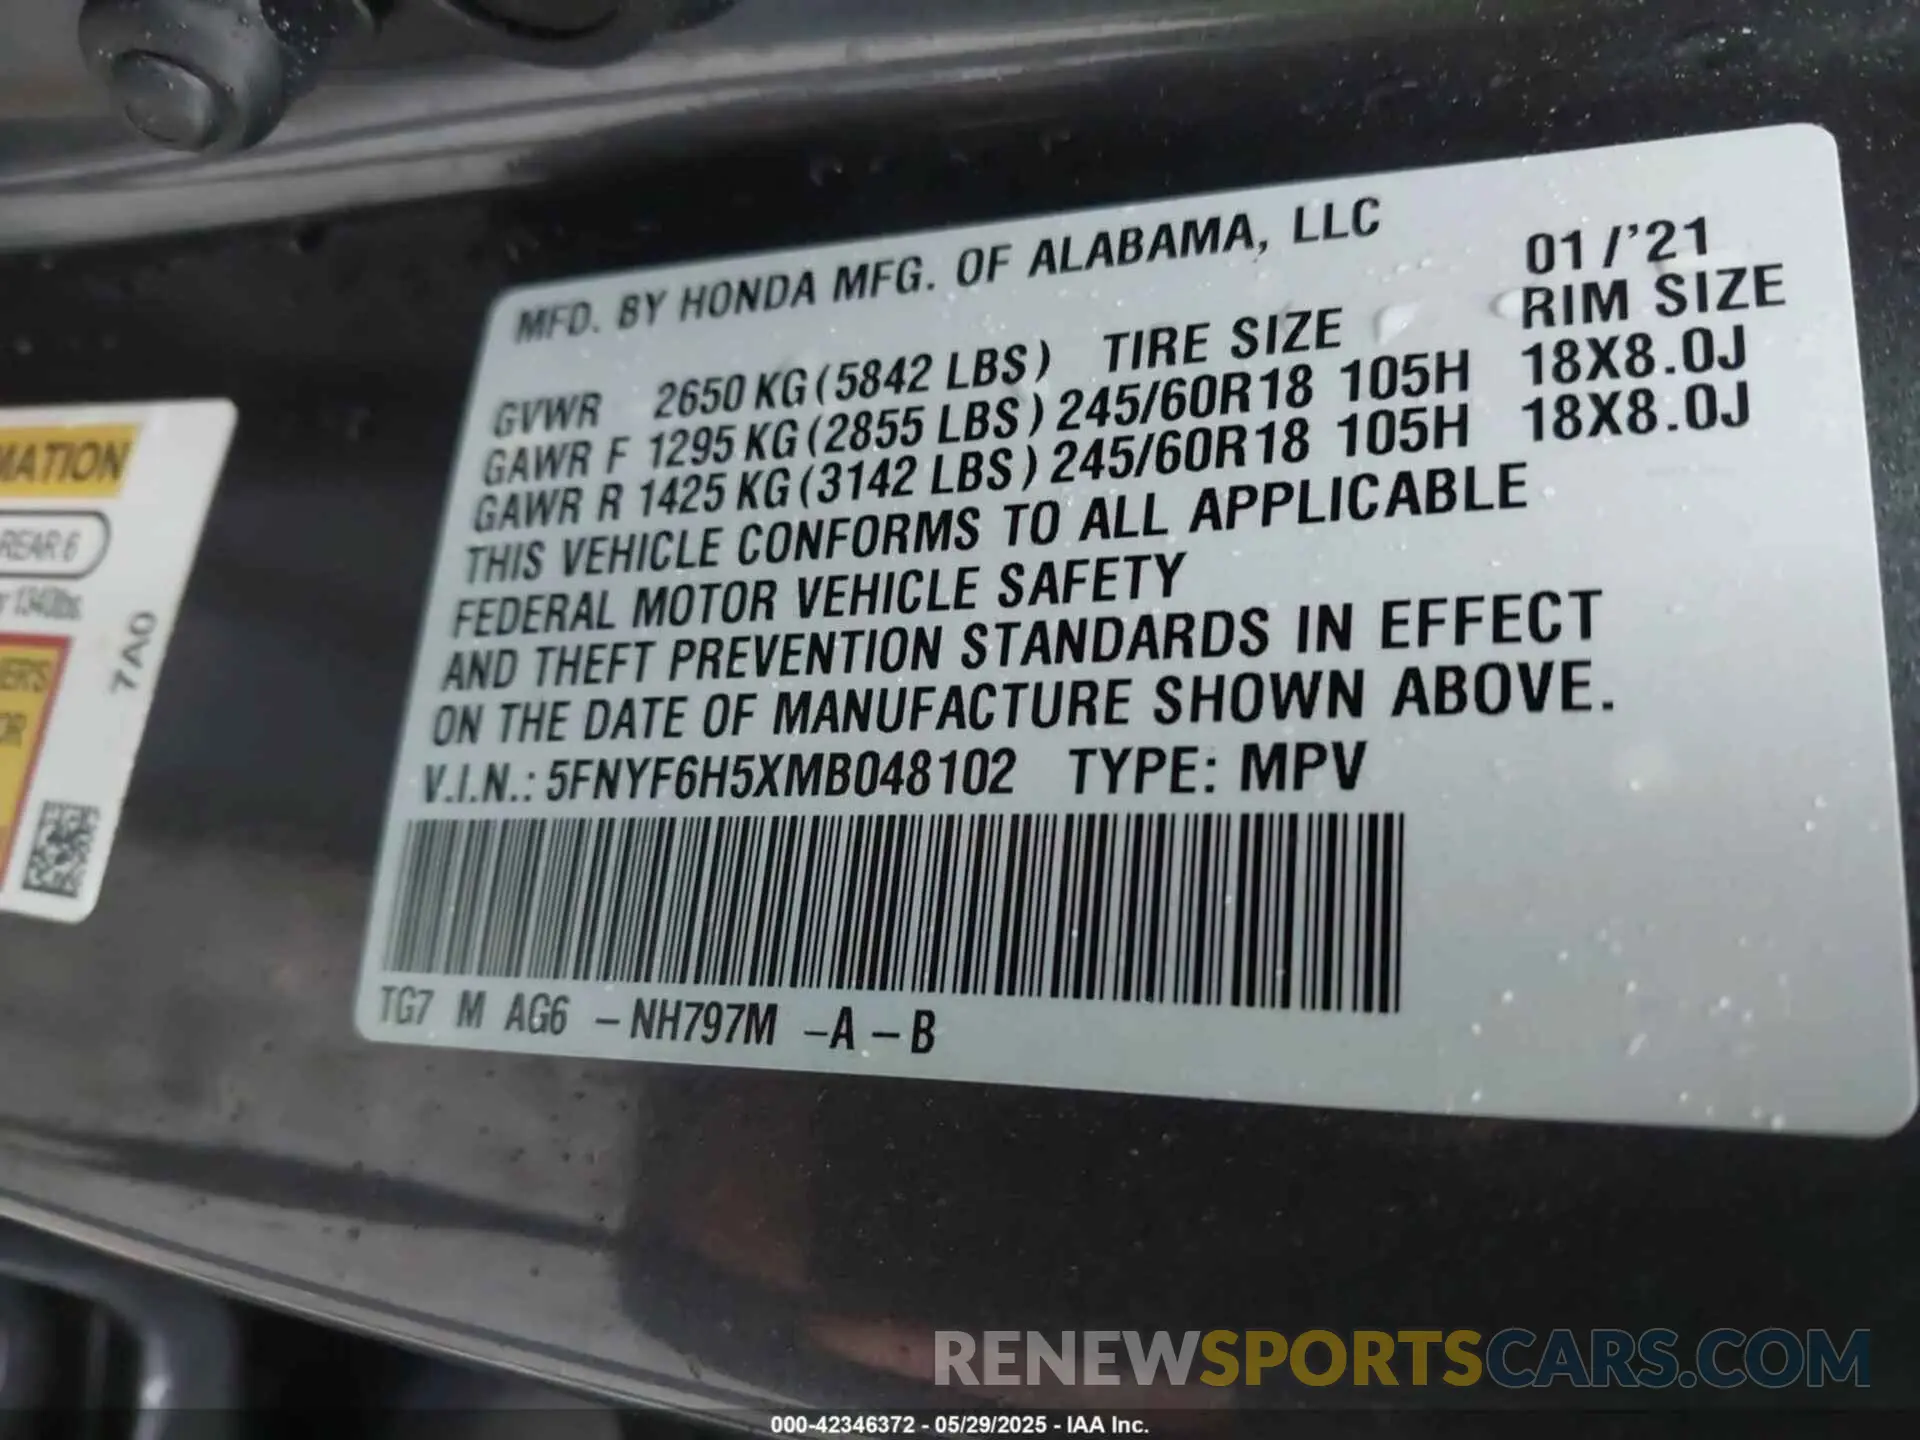 MFD. BY HONDA MFG. OF ALABAMA, LLC 01/'21
GVWR 2650 KG (5842 LBS) TIRE SIZE RIM SIZE
GAWR F 1295 KG (2855 LBS) 245/60R18 105H 18X8.0J
GAWR R 1425 KG (3142 LBS) 245/60R18 105H 18X8.0J
THIS VEHICLE CONFORMS TO ALL APPLICABLE
FEDERAL MOTOR VEHICLE SAFETY
AND THEFT PREVENTION STANDARDS IN EFFECT
ON THE DATE OF MANUFACTURE SHOWN ABOVE.
V.I.N.: 5FNYF6H5XMB048102 TYPE: MPV
TG7 M AG6 -NH797M -A -B
MATION
REAR 6
1340lbs.
7A0
RENEWSPORTSCARS.COM
000-42346372 - 05/29/2025 - IAA Inc.